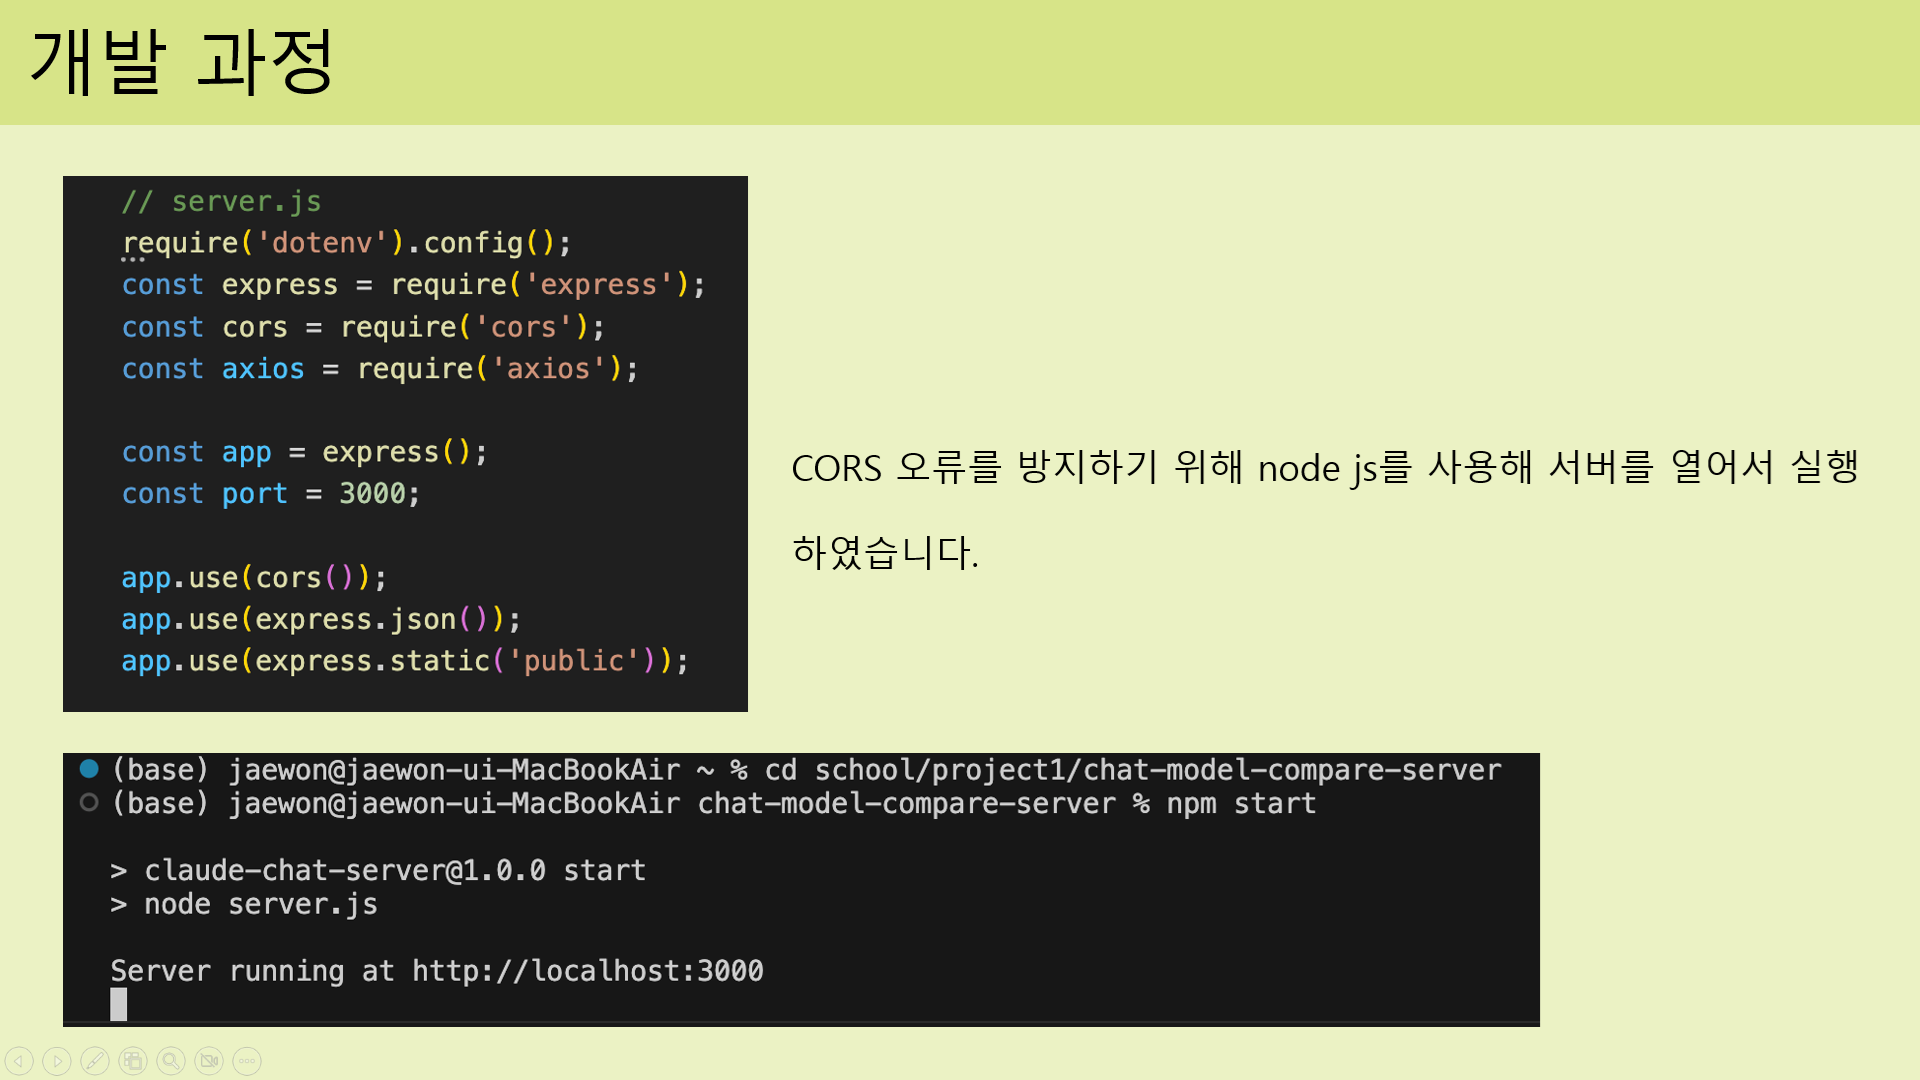 개발 과정
// server.js
require('dotenv').config();
const express = require('express');
const cors = require('cors');
const axios = require('axios');
const app = express();
const port = 3000;
app.use(cors());
app.use(express.json());
app.use(express.static('public'));
CORS 오류를 방지하기 위해 node js를 사용해 서버를 열어서 실행
하였습니다.
(base) jaewon@jaewon-ui-MacBookAir ~ % cd school/project1/chat-model-compare-server
(base) jaewon@jaewon-ui-MacBookAir chat-model-compare-server % npm start
> claude-chat-server@1.0.0 start
> node server.js
Server running at http://localhost:3000